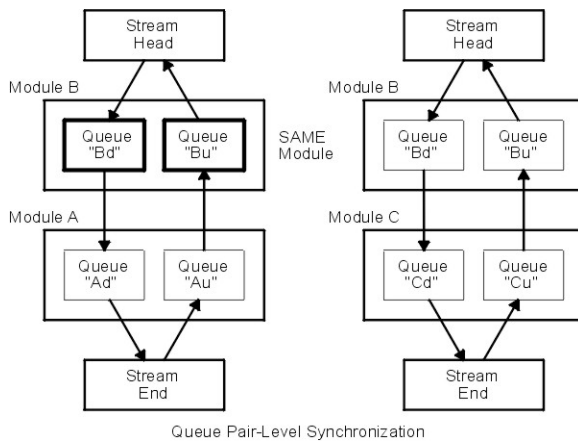 Stream
Head
Stream
Head
Module B
Module B
Queue
"Bd"
Queue
"Bu"
SAME
Module
Queue
"Bd"
Queue
"Bu"
Module A
Module C
Queue
"Ad"
Queue
"Au"
Queue
"Cd"
Queue
"Cu"
Stream
End
Stream
End
Queue Pair-Level Synchronization